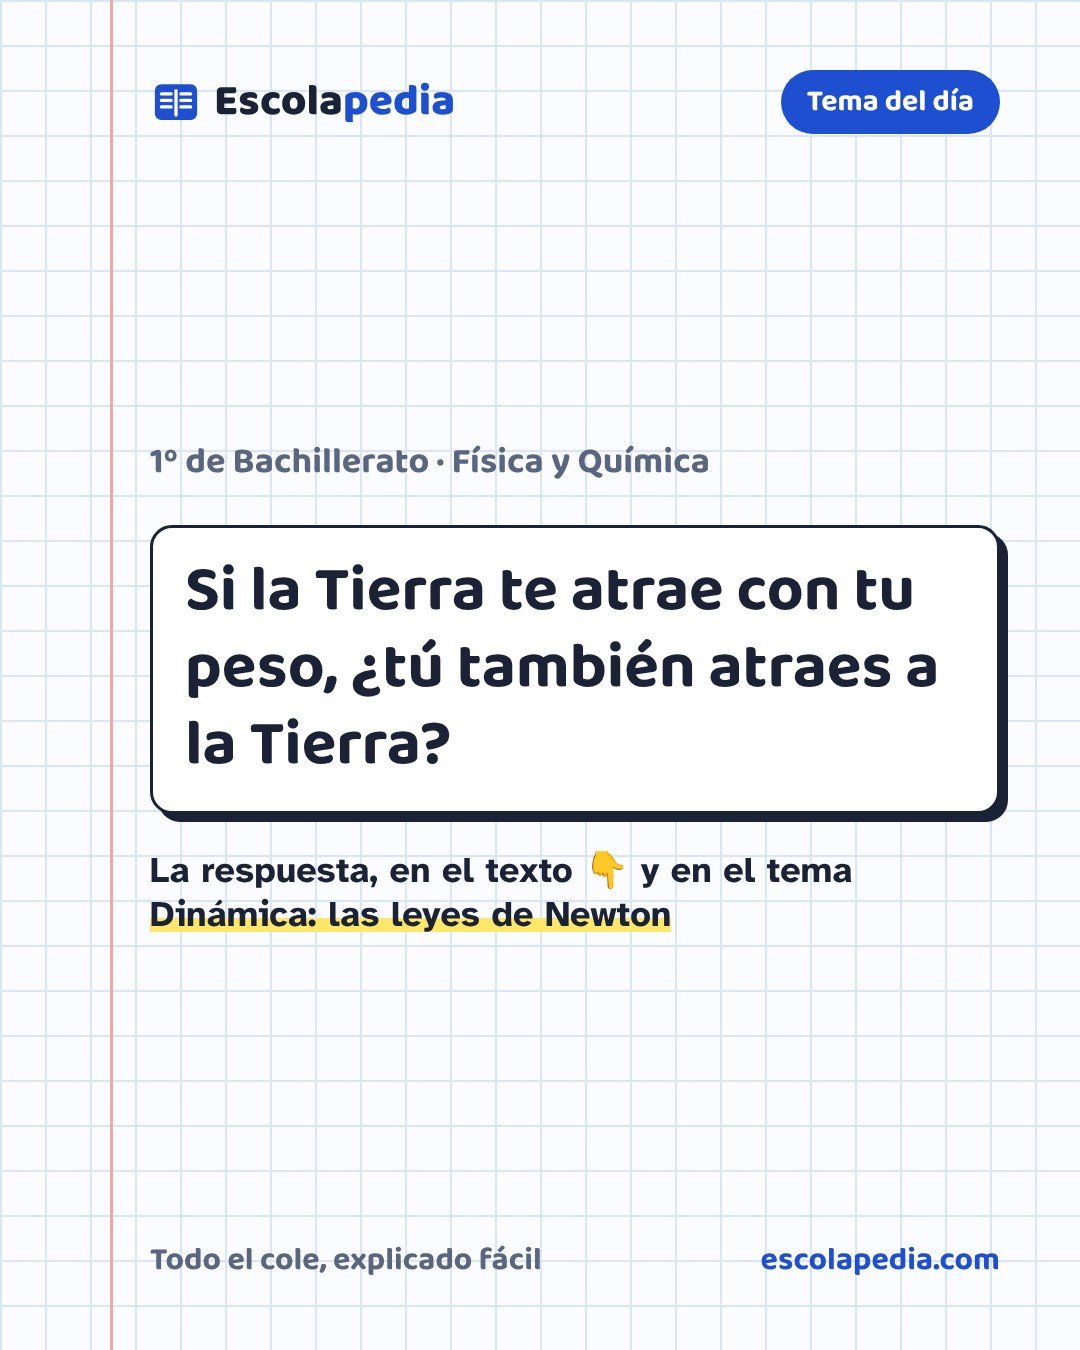 Escolapedia
Tema del día
1º de Bachillerato · Física y Química
Si la Tierra te atrae con tu
peso, ¿tú también atraes a
la Tierra?
La respuesta, en el texto 👇 y en el tema
Dinámica: las leyes de Newton
Todo el cole, explicado fácil
escolapedia.com